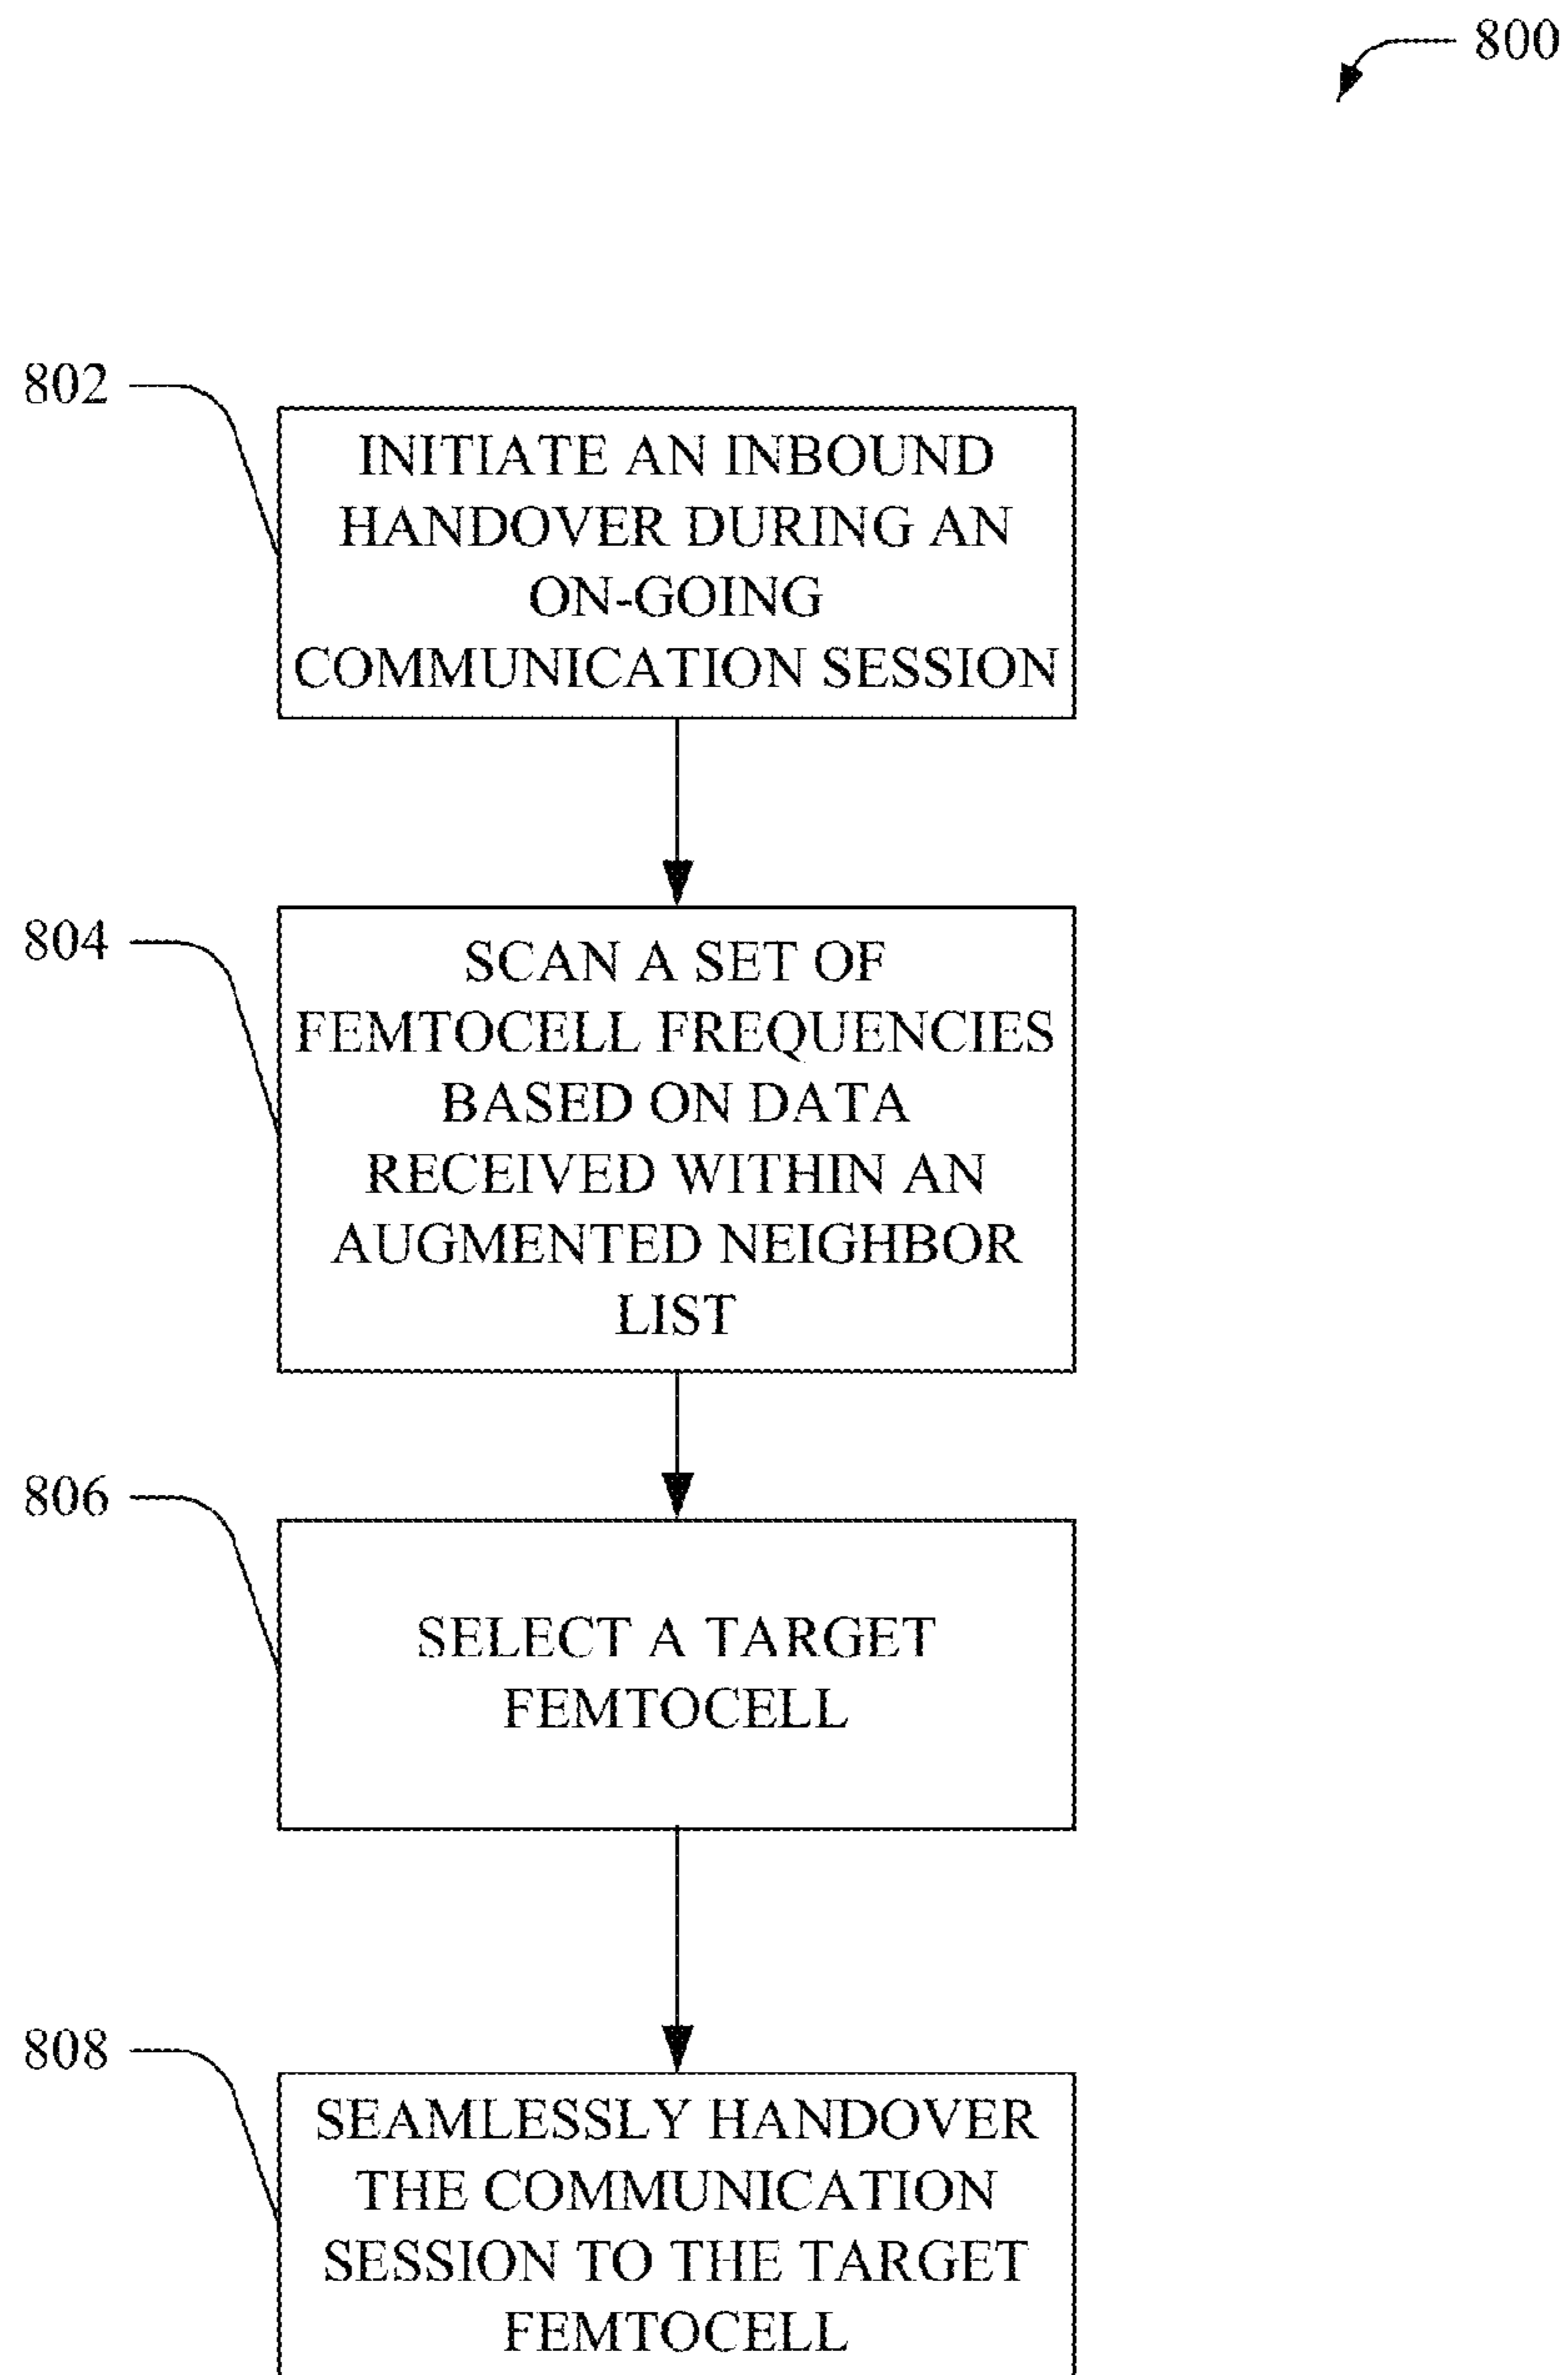 800
802
INITIATE AN INBOUND
HANDOVER DURING AN
ON-GOING
COMMUNICATION SESSION
804
SCAN A SET OF
FEMTOCELL FREQUENCIES
BASED ON DATA
RECEIVED WITHIN AN
AUGMENTED NEIGHBOR
LIST
806
SELECT A TARGET
FEMTOCELL
808
SEAMLESSLY HANDOVER
THE COMMUNICATION
SESSION TO THE TARGET
FEMTOCELL